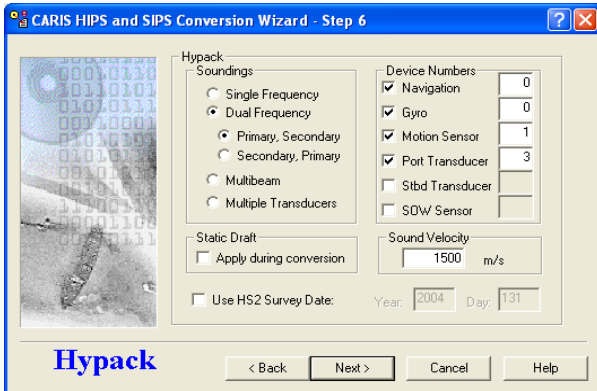 CARIS HIPS and SIPS Conversion Wizard - Step 6
Hypack
Soundings
Single Frequency
Dual Frequency
Primary, Secondary
Secondary, Primary
Multibeam
Multiple Transducers
Device Numbers
Navigation 0
Gyro 0
Motion Sensor 1
Port Transducer 3
Stbd Transducer
SOW Sensor
Static Draft
Apply during conversion
Sound Velocity
1500 m/s
Use HS2 Survey Date: Year: 2004 Day: 131
Hypack
< Back Next > Cancel Help